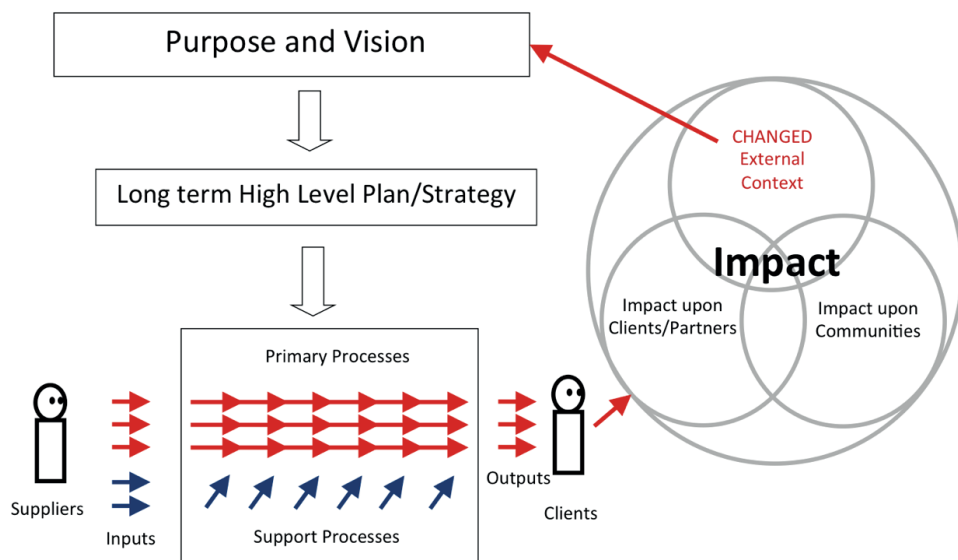 Purpose and Vision
Long term High Level Plan/Strategy
Primary Processes
Support Processes
Suppliers
Inputs
Outputs
Clients
CHANGED
External
Context
Impact
Impact upon
Clients/Partners
Impact upon
Communities